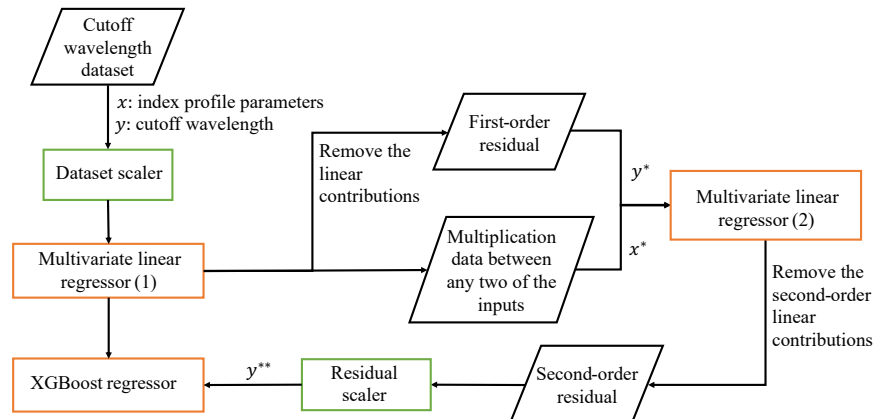 Cutoff
wavelength
dataset
x: index profile parameters
y: cutoff wavelength
Dataset scaler
Multivariate linear
regressor (1)
XGBoost regressor
Remove the
linear
contributions
First-order
residual
Multiplication
data between
any two of the
inputs
y*
x*
Multivariate linear
regressor (2)
Remove the
second-order
linear
contributions
Second-order
residual
Residual
scaler
y**